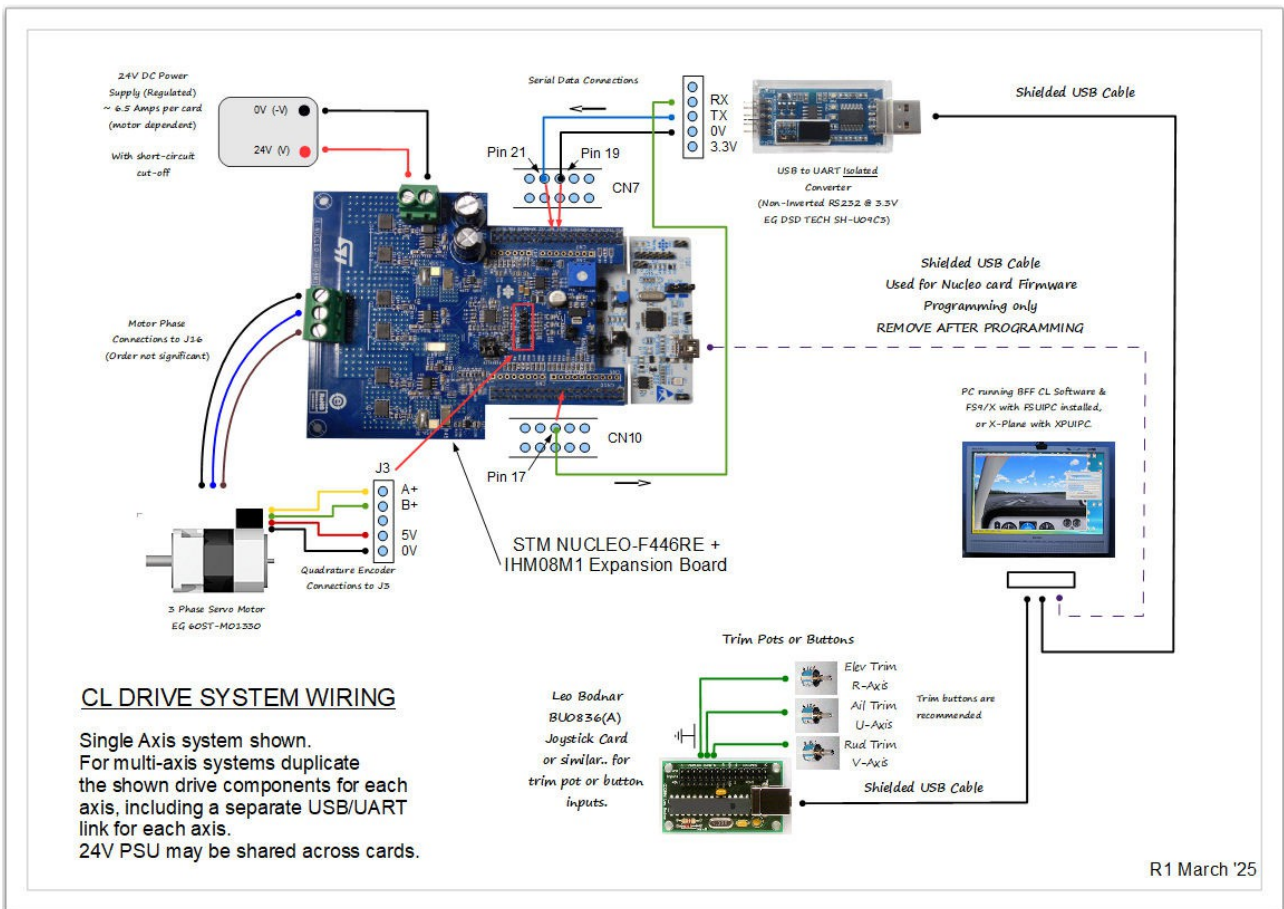 24V DC Power
Supply (Regulated)
~ 6.5 Amps per card
(motor dependent)
With short-circuit
cut-off
0V (-V)
24V (V)
Serial Data Connections
RX
TX
0V
3.3V
Shielded USB Cable
USB to UART Isolated
Converter
(Non-Inverted RS232 @ 3.3V
EG DSD TECH SH-U09C3)
Pin 21
Pin 19
CN7
Shielded USB Cable
Used for Nucleo card Firmware
Programming only
REMOVE AFTER PROGRAMMING
Motor Phase
Connections to J16
(Order not significant)
PC running BFF CL Software &
FS9/X with FSUIPC installed,
or X-Plane with XPUIPC.
CN10
Pin 17
J3
A+
B+
5V
0V
Quadrature Encoder
Connections to J3
STM NUCLEO-F446RE +
IHM08M1 Expansion Board
3 Phase Servo Motor
EG 60ST-M01330
Trim Pots or Buttons
Elev Trim
R-Axis
Ail Trim
U-Axis
Rud Trim
V-Axis
Trim buttons are
recommended
Leo Bodnar
BU0836(A)
Joystick Card
or similar.. for
trim pot or button
inputs.
Shielded USB Cable
CL DRIVE SYSTEM WIRING
Single Axis system shown.
For multi-axis systems duplicate
the shown drive components for each
axis, including a separate USB/UART
link for each axis.
24V PSU may be shared across cards.
R1 March '25